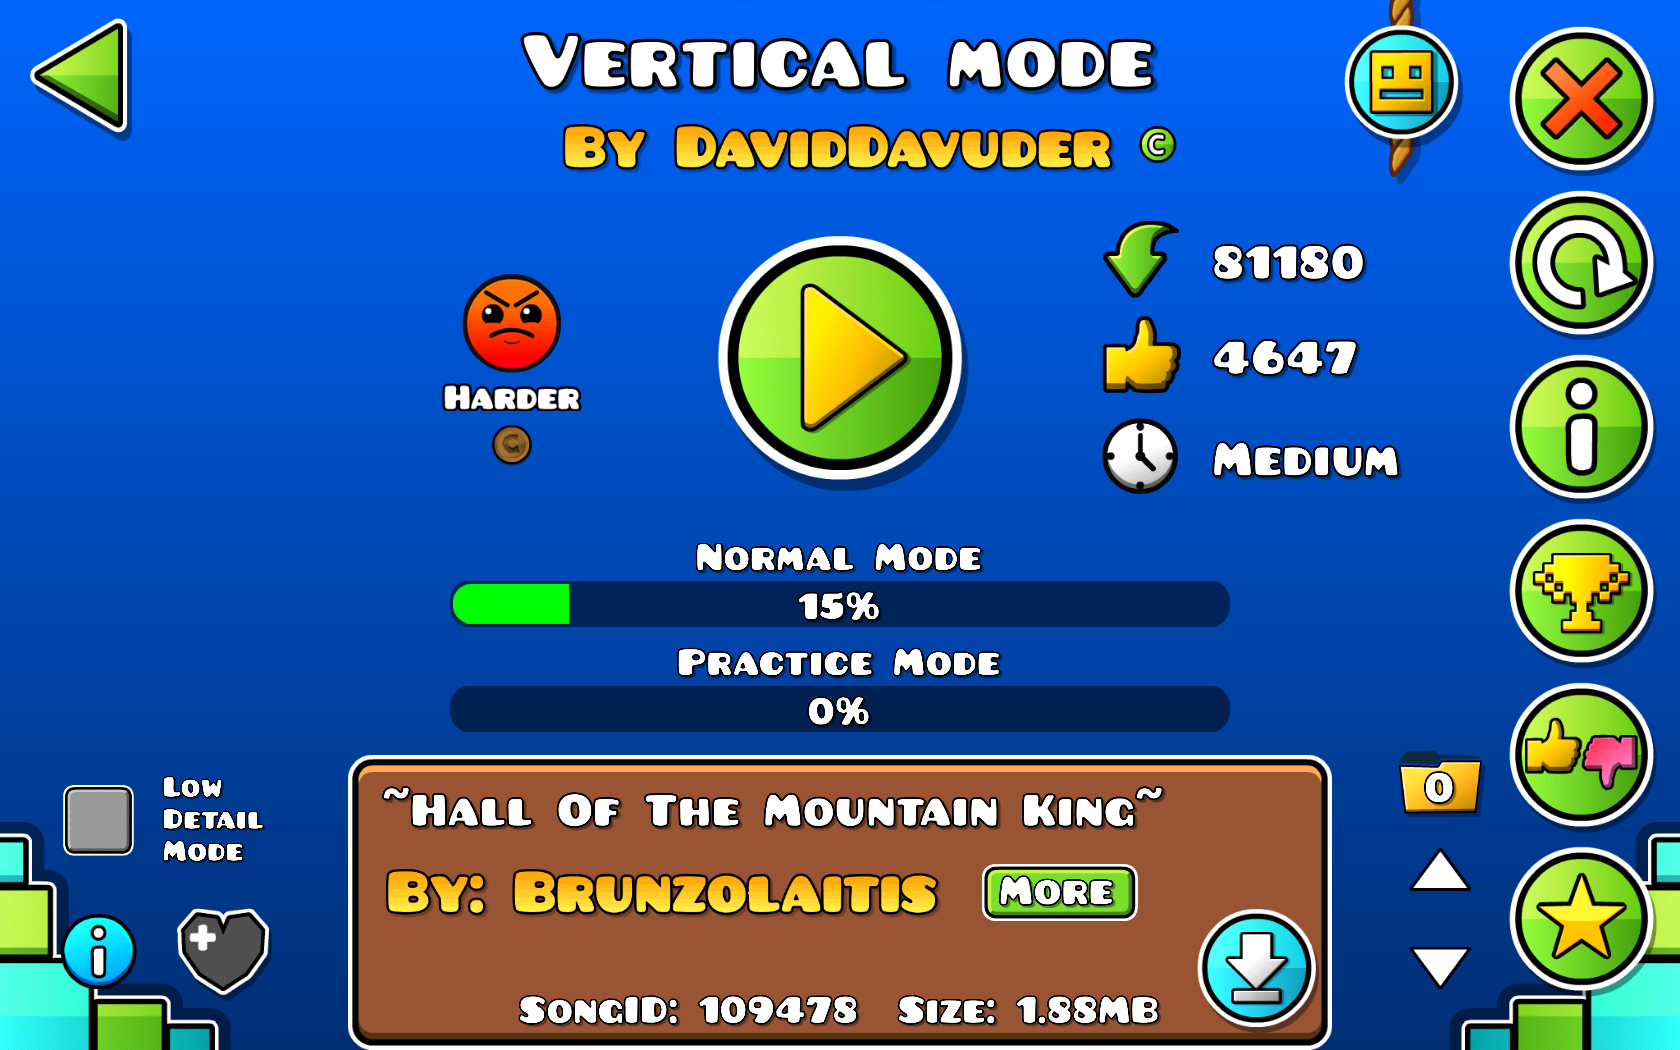 Vertical mode
By DavidDavuder
C
81180
4647
Medium
Harder
C
Normal Mode
15%
Practice Mode
0%
Low
Detail
Mode
~Hall Of The Mountain King~
By: Brunzolaitis
More
SongID: 109478 Size: 1.88MB
0